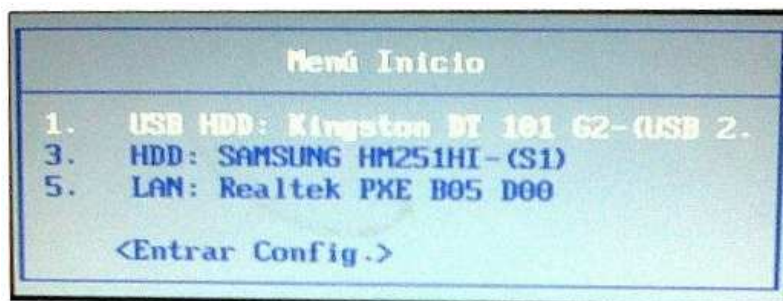 Menú Inicio
1. USB HDD: Kingston DT 101 G2-(USB 2.
3. HDD: SAMSUNG HM251HI-(S1)
5. LAN: Realtek PXE B05 D00
<Entrar Config.>